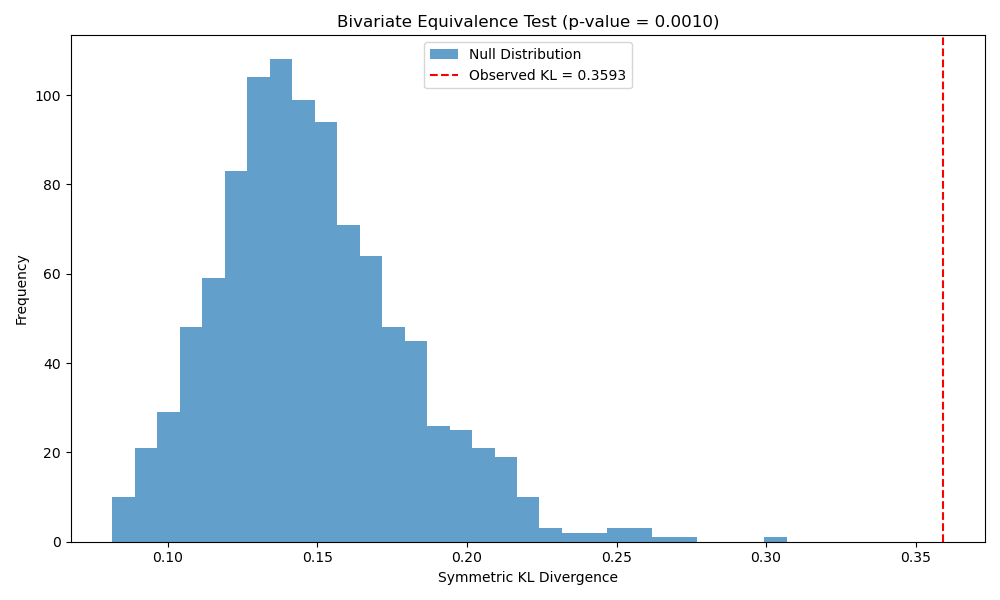 Bivariate Equivalence Test (p-value = 0.0010)
Null Distribution
Observed KL = 0.3593
Frequency
100
80
60
40
20
0
0.10 0.15 0.20 0.25 0.30 0.35
Symmetric KL Divergence